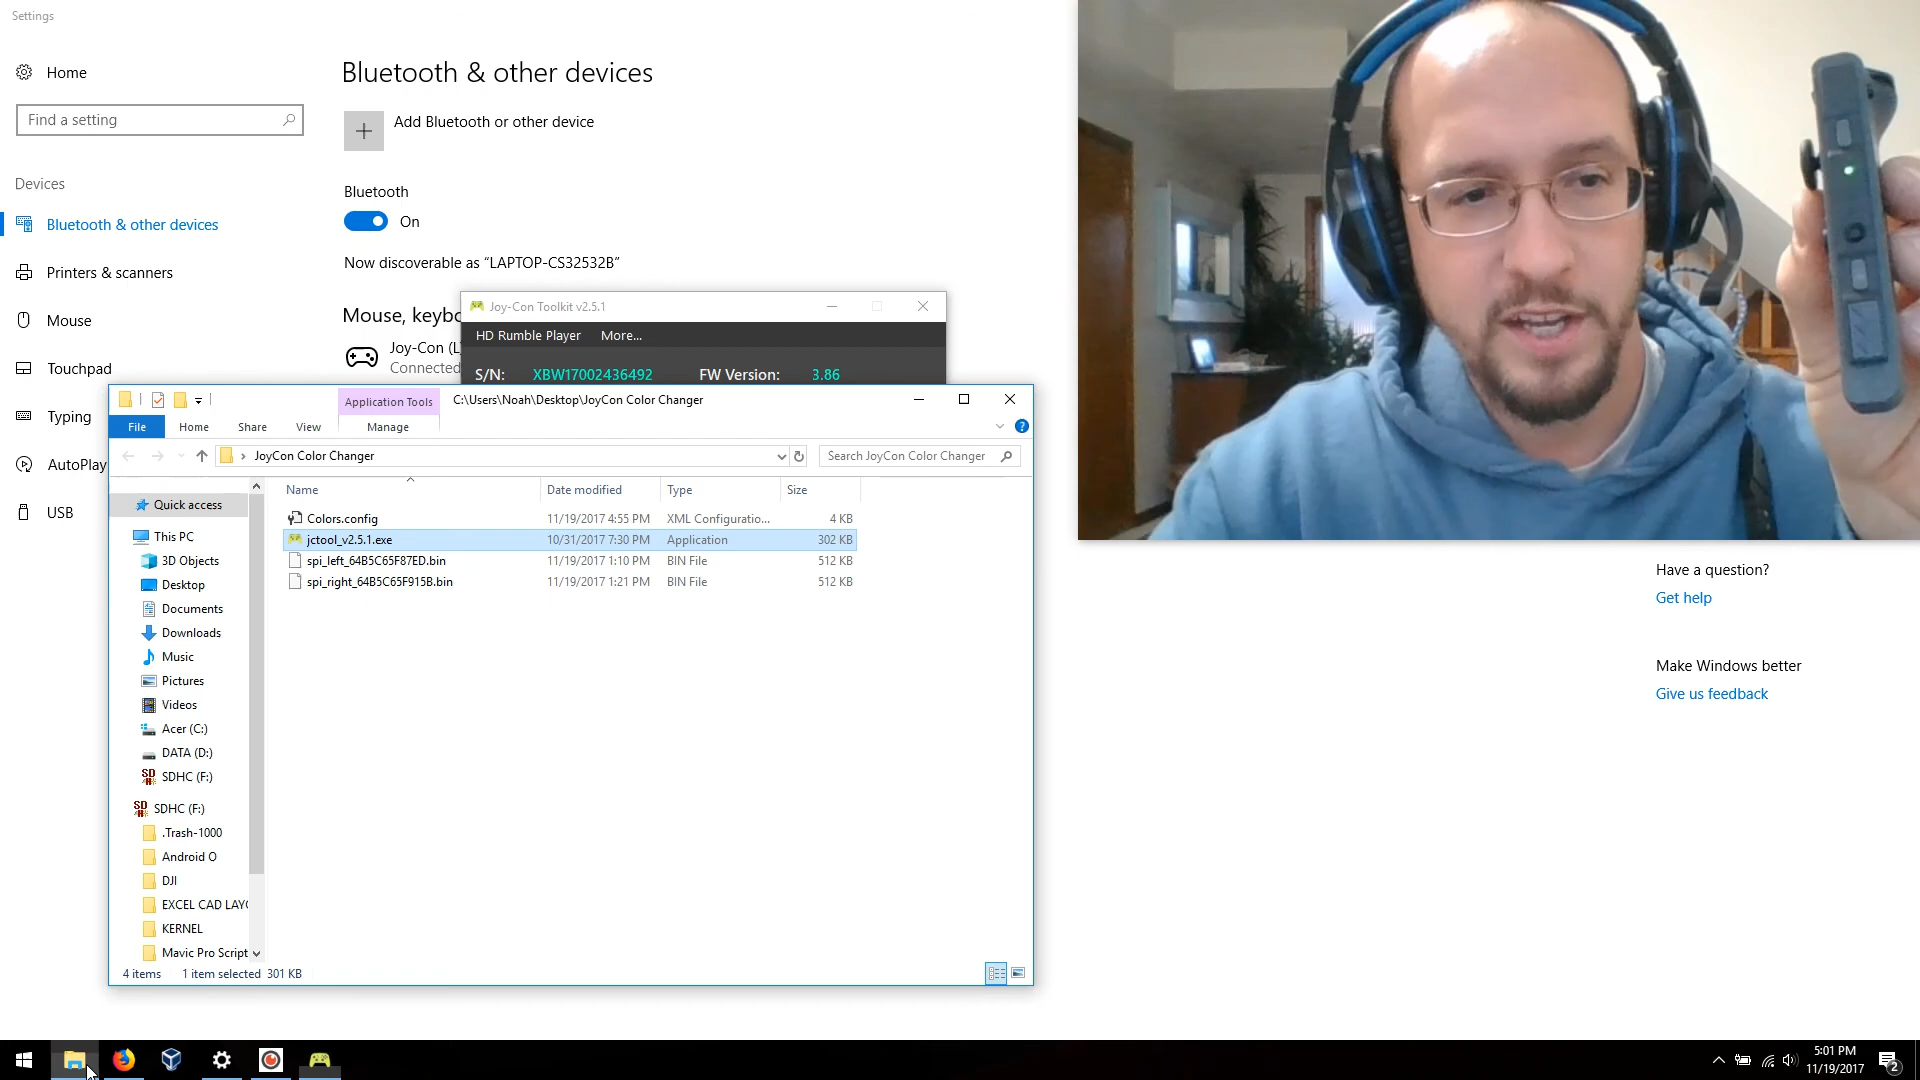 Settings
Home
Find a setting
Devices
Bluetooth & other devices
Printers & scanners
Mouse
Touchpad
Typing
AutoPlay
USB
Bluetooth & other devices
Add Bluetooth or other device
Bluetooth
On
Now discoverable as “LAPTOP-CS32532B”
Mouse, keybo
Joy-Con (L
Connected
Joy-Con Toolkit v2.5.1
HD Rumble Player More...
S/N: XBW17002436492 FW Version: 3.86
Application Tools C:\Users\Noah\Desktop\JoyCon Color Changer
File Home Share View Manage
JoyCon Color Changer
Search JoyCon Color Changer
Name Date modified Type Size
Colors.config 11/19/2017 4:55 PM XML Configuratio... 4 KB
jctool_v2.5.1.exe 10/31/2017 7:30 PM Application 302 KB
spi_left_64B5C65F87ED.bin 11/19/2017 1:10 PM BIN File 512 KB
spi_right_64B5C65F915B.bin 11/19/2017 1:21 PM BIN File 512 KB
Quick access
This PC
3D Objects
Desktop
Documents
Downloads
Music
Pictures
Videos
Acer (C:)
DATA (D:)
SDHC (F:)
SDHC (F:)
.Trash-1000
Android O
DJI
EXCEL CAD LAYO
KERNEL
Mavic Pro Script
4 items 1 item selected 301 KB
Have a question?
Get help
Make Windows better
Give us feedback
5:01 PM
11/19/2017
2